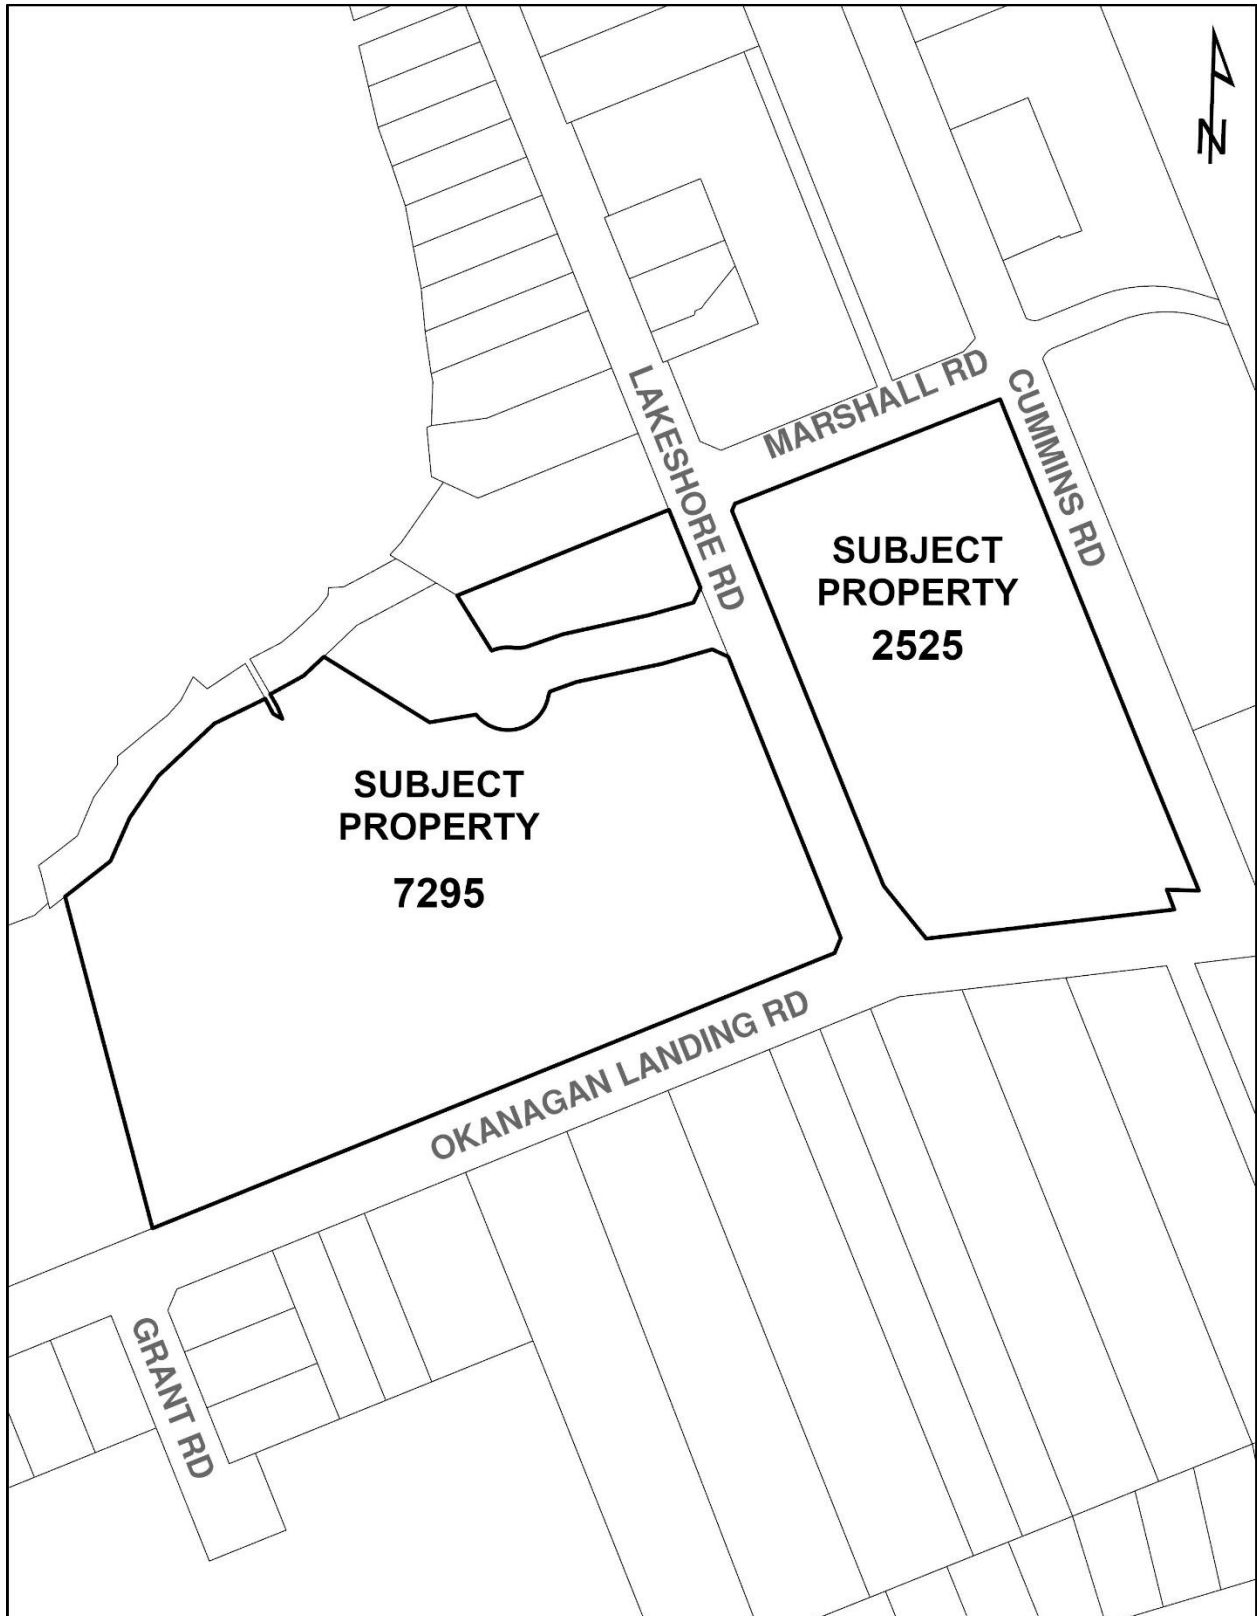 N
LAKESHORE RD
MARSHALL RD
CUMMINS RD
SUBJECT
PROPERTY
2525
SUBJECT
PROPERTY
7295
OKANAGAN LANDING RD
GRANT RD